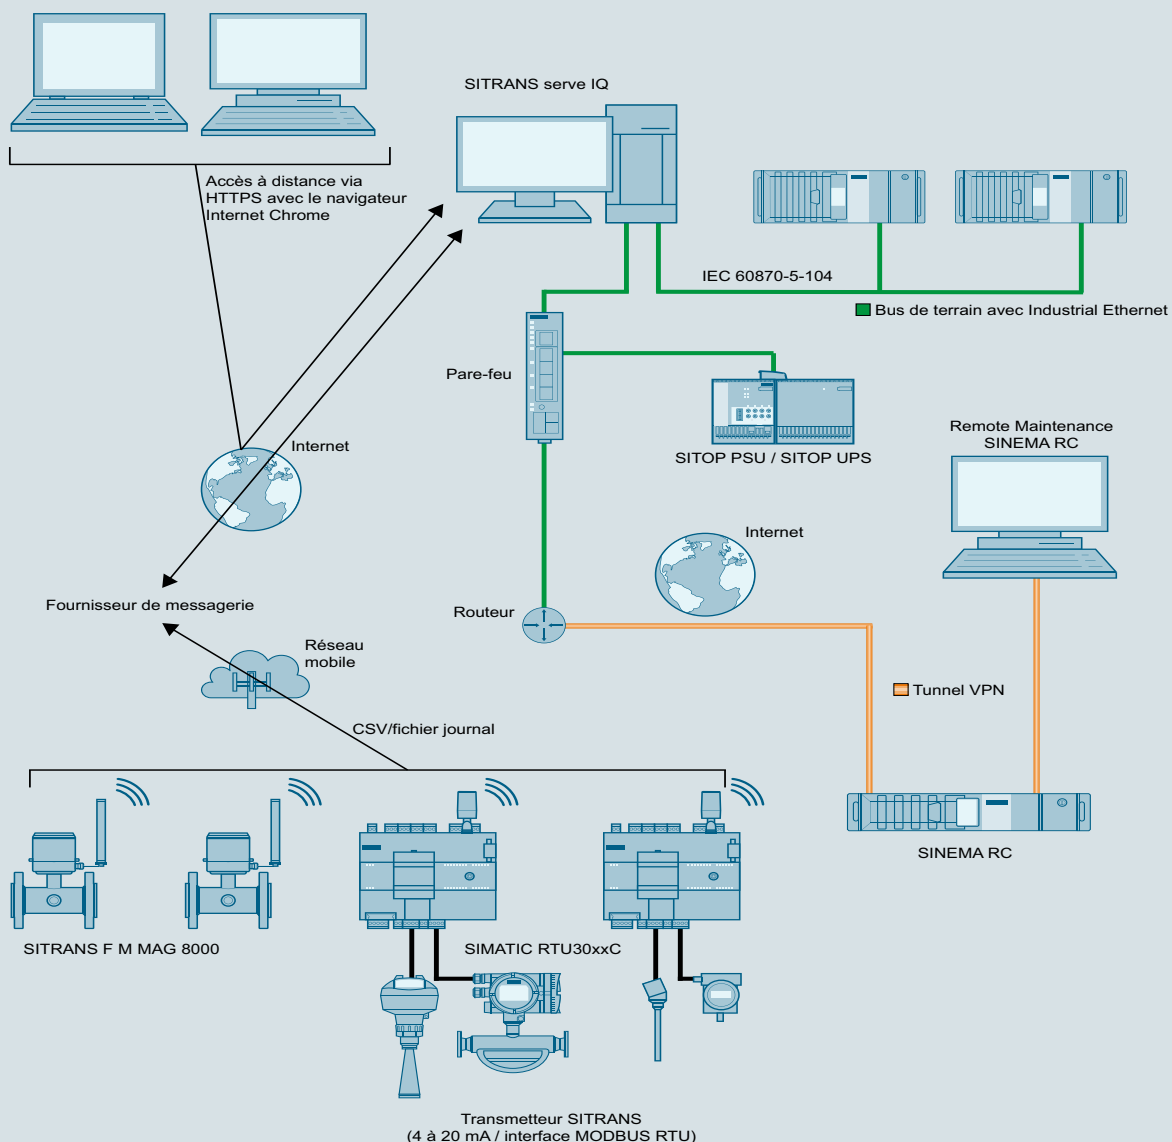 SITRANS serve IQ
Accès à distance via
HTTPS avec le navigateur
Internet Chrome
IEC 60870-5-104
Bus de terrain avec Industrial Ethernet
Pare-feu
SITOP PSU / SITOP UPS
Remote Maintenance
SINEMA RC
Internet
Internet
Fournisseur de messagerie
Routeur
Réseau
mobile
Tunnel VPN
CSV/fichier journal
SINEMA RC
SITRANS F M MAG 8000
SIMATIC RTU30xxC
Transmetteur SITRANS
(4 à 20 mA / interface MODBUS RTU)